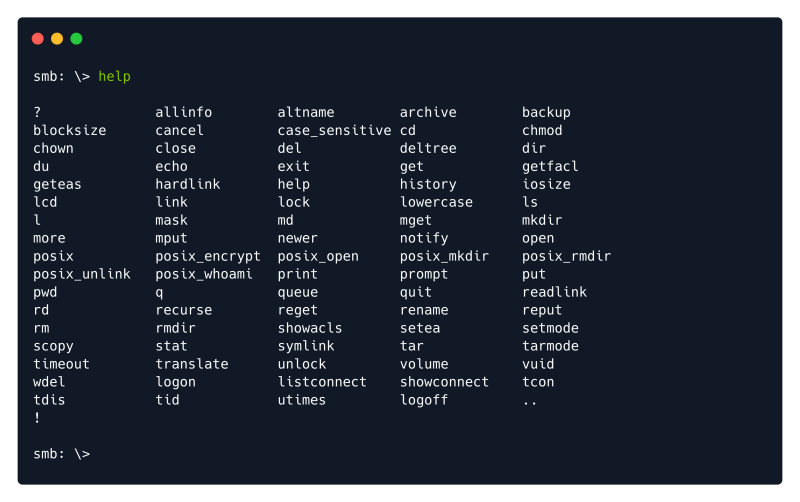 smb: \> help
? allinfo altname archive backup
blocksize cancel case_sensitive cd chmod
chown close del deltree dir
du echo exit get getfacl
geteas hardlink help history iosize
lcd link lock lowercase ls
l mask md mget mkdir
more mput newer notify open
posix posix_encrypt posix_open posix_mkdir posix_rmdir
posix_unlink posix_whoami print prompt put
pwd q queue quit readlink
rd recurse reget rename reput
rm rmdir showacls setea setmode
scopy stat symlink tar tarmode
timeout translate unlock volume vuid
wdel logon listconnect showconnect tcon
tdis tid utimes logoff ..
!
smb: \>